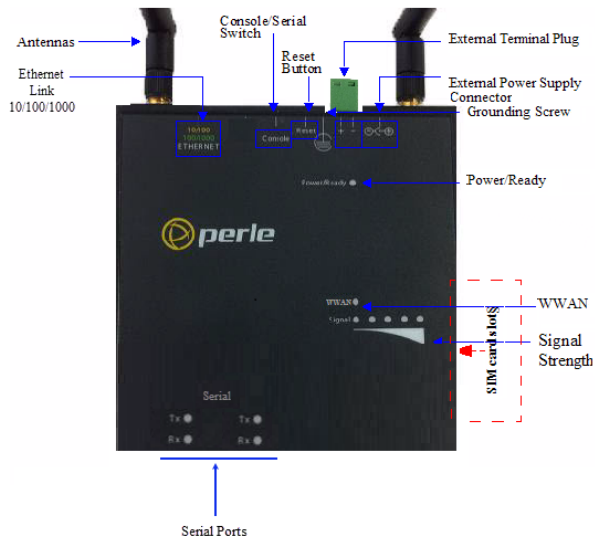 Console/Serial
Switch
Antennas
External Terminal Plug
Reset
Button
Ethernet
Link
10/100/1000
External Power Supply
Connector
Grounding Screw
10/100
100/1000
ETHERNET
Console
Reset
+ -
Power/Ready
Power/Ready
perle
WWAN
WWAN
Signal
Signal
Strength
SIM card slots
Serial
Tx
Tx
Rx
Rx
Serial Ports